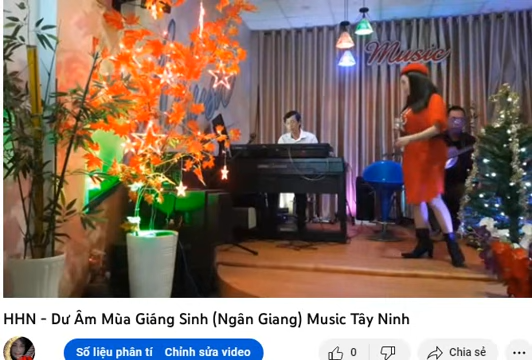 Music
HHN - Dư Âm Mùa Giáng Sinh (Ngân Giang) Music Tây Ninh
Số liệu phân tí Chỉnh sửa video
0
Chia sẻ